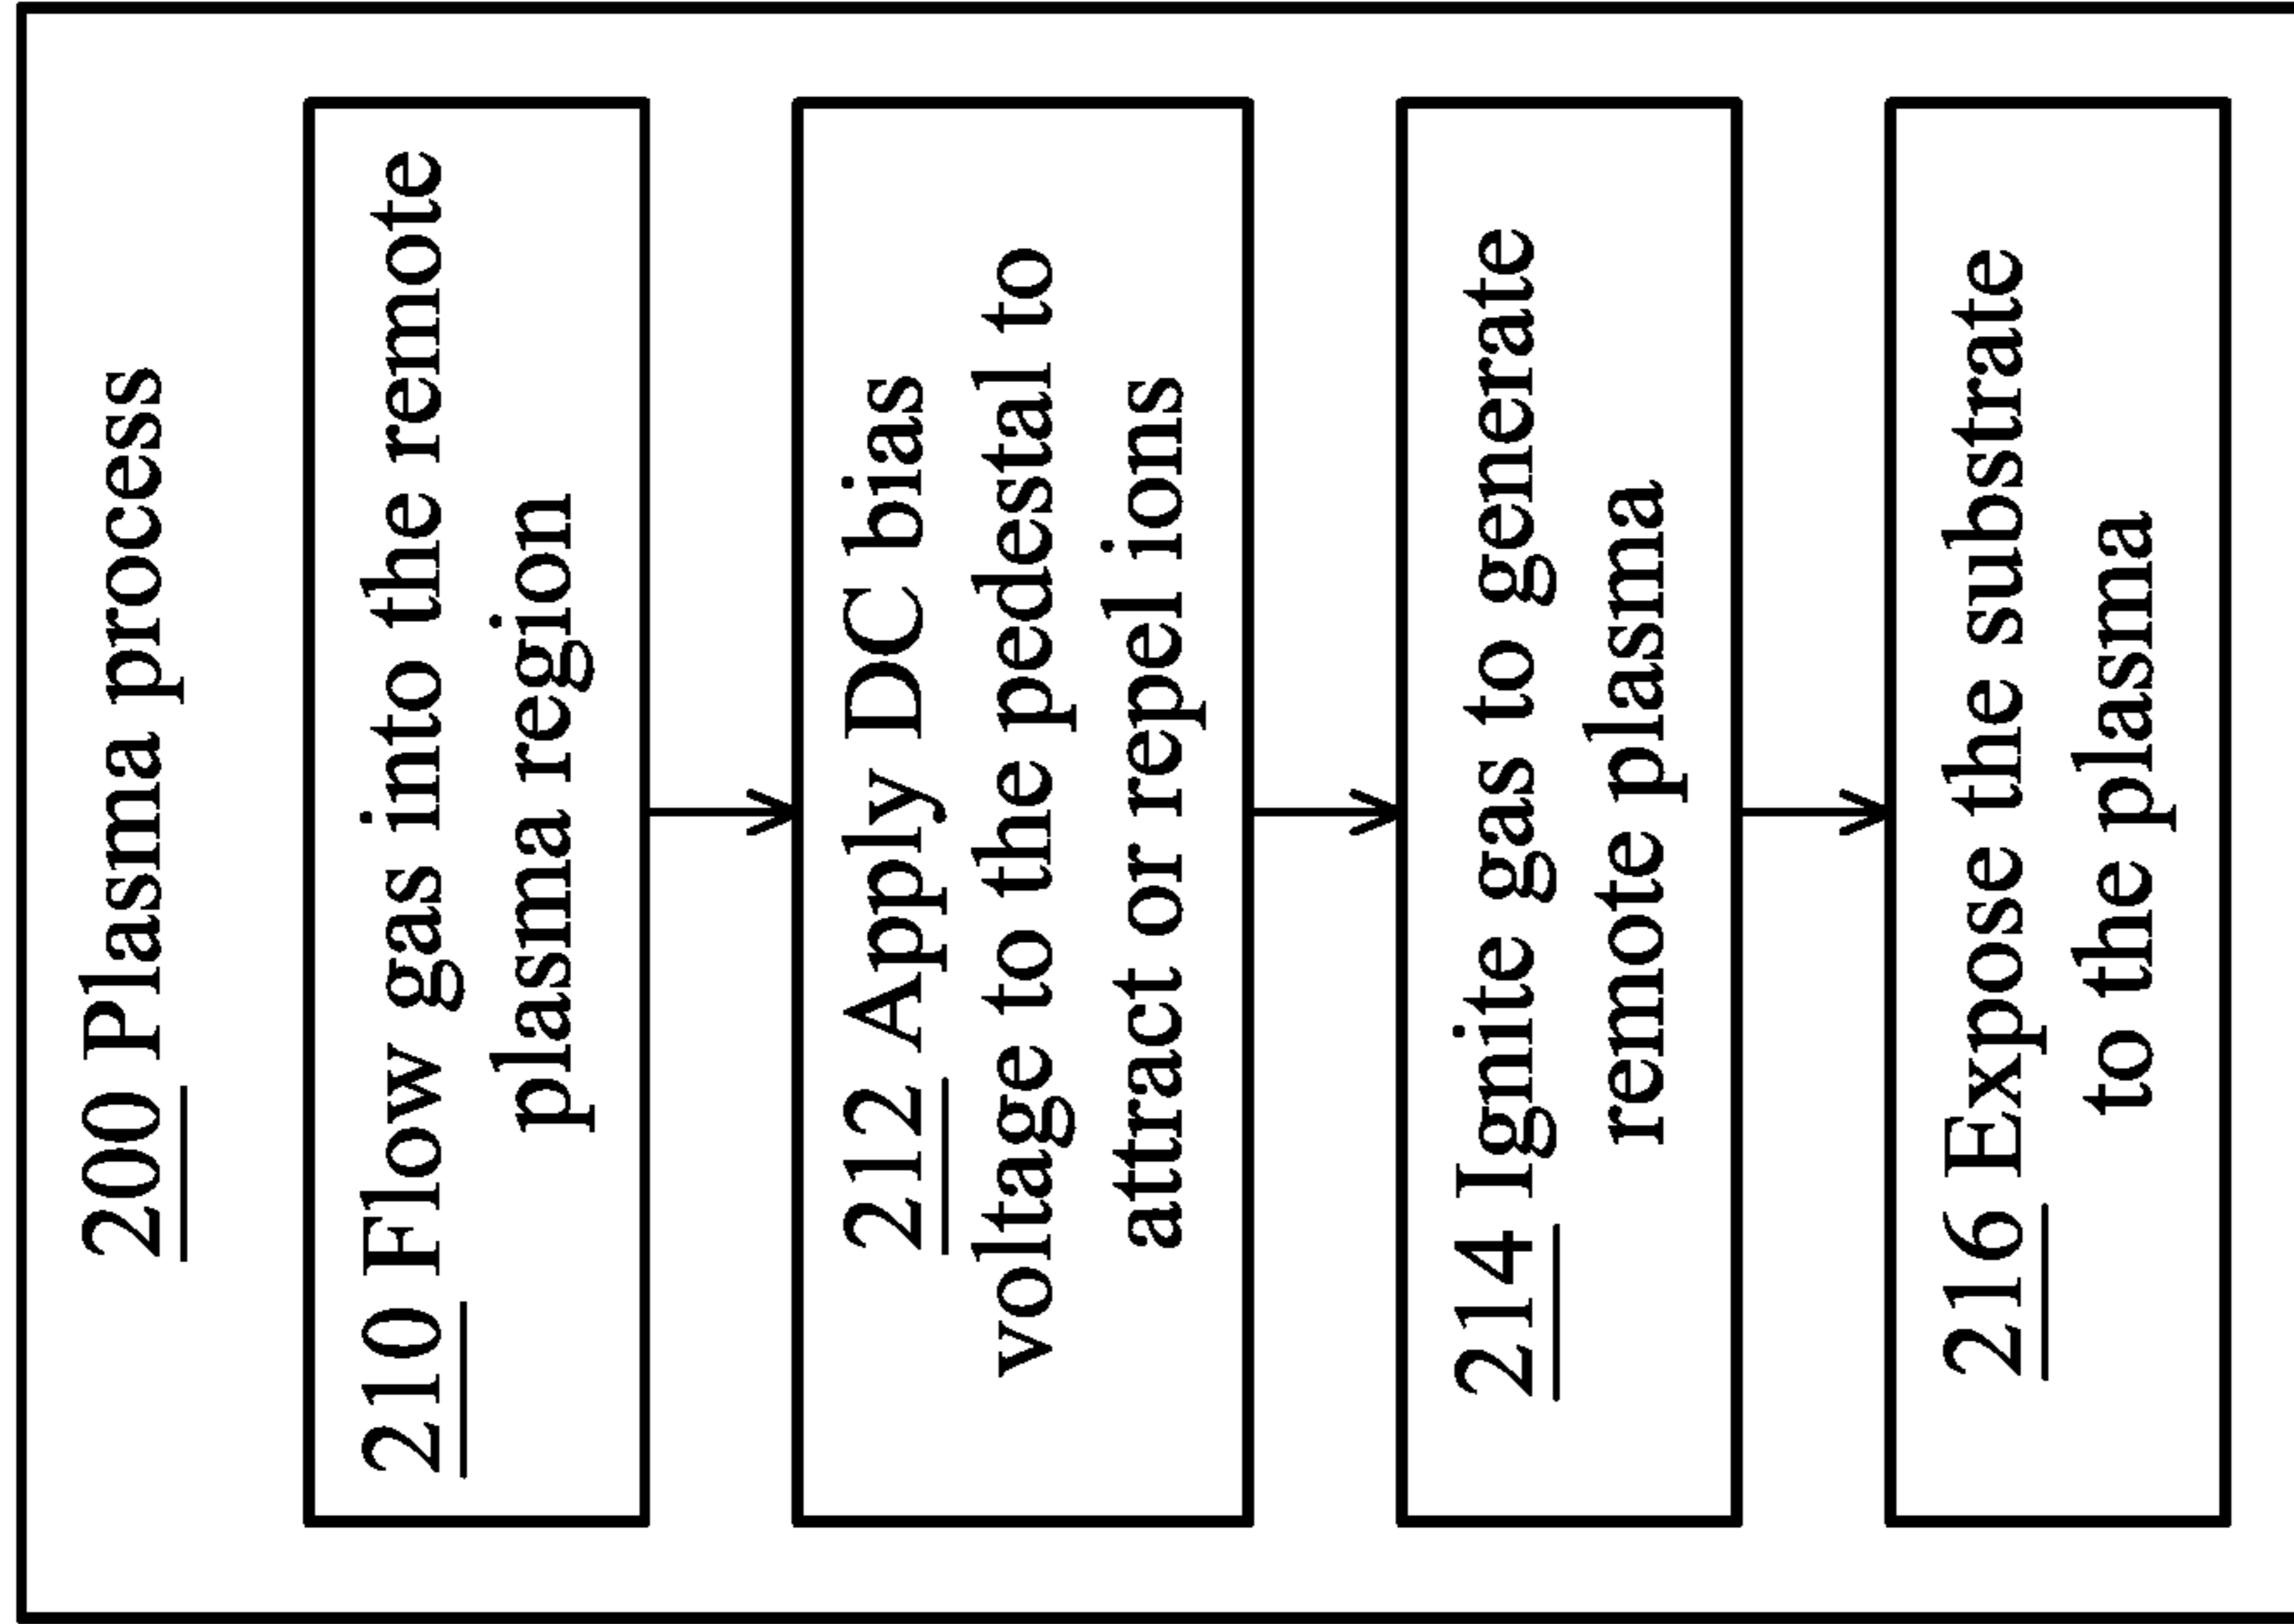 200 Plasma process
210 Flow gas into the remote
plasma region
212 Apply DC bias
voltage to the pedestal to
attract or repel ions
214 Ignite gas to generate
remote plasma
216 Expose the substrate
to the plasma